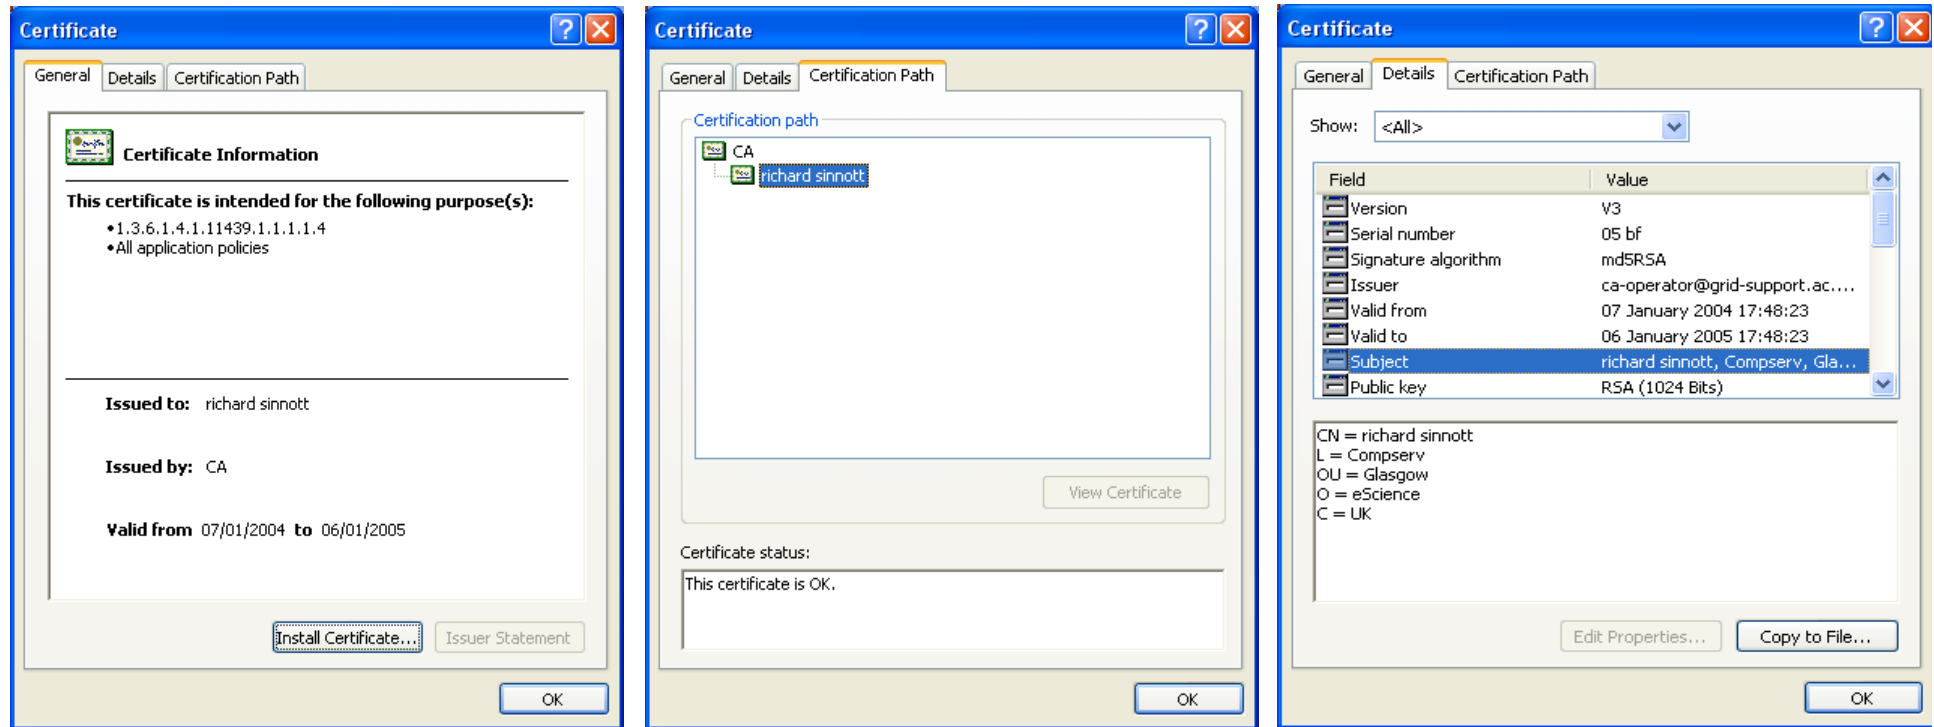 Certificate
General Details Certification Path
Certificate Information
This certificate is intended for the following purpose(s):
•1.3.6.1.4.1.11439.1.1.1.1.4
•All application policies
Issued to: richard sinnott
Issued by: CA
Valid from 07/01/2004 to 06/01/2005
Install Certificate... Issuer Statement
OK
Certificate
General Details Certification Path
Certification path
CA
richard sinnott
View Certificate
Certificate status:
This certificate is OK.
OK
Certificate
General Details Certification Path
Show: <All>
Field Value
Version V3
Serial number 05 bf
Signature algorithm md5RSA
Issuer ca-operator@grid-support.ac....
Valid from 07 January 2004 17:48:23
Valid to 06 January 2005 17:48:23
Subject richard sinnott, Compserv, Gla...
Public key RSA (1024 Bits)
CN = richard sinnott
L = Compserv
OU = Glasgow
O = eScience
C = UK
Edit Properties... Copy to File...
OK